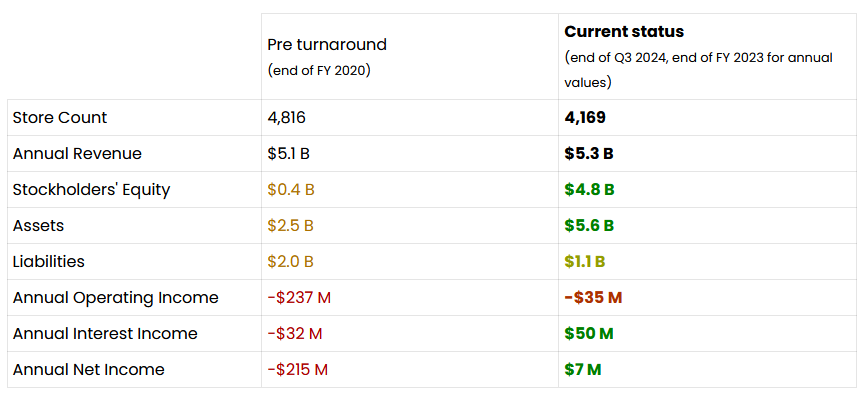 Pre turnaround
(end of FY 2020)
Current status
(end of Q3 2024, end of FY 2023 for annual
values)
Store Count 4,816 4,169
Annual Revenue $5.1 B $5.3 B
Stockholders' Equity $0.4 B $4.8 B
Assets $2.5 B $5.6 B
Liabilities $2.0 B $1.1 B
Annual Operating Income -$237 M -$35 M
Annual Interest Income -$32 M $50 M
Annual Net Income -$215 M $7 M